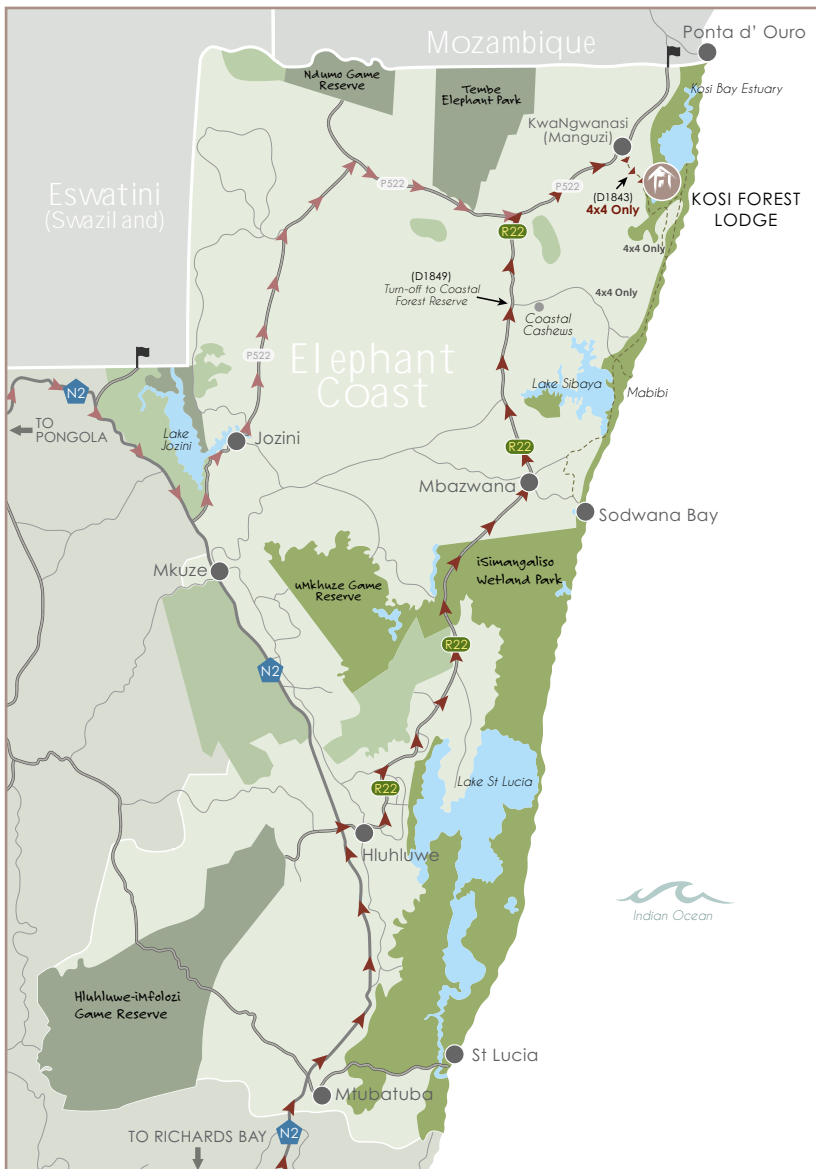 Mozambique
Ponta d' Ouro
Ndumo Game
Reserve
Tembe
Elephant Park
Kosi Bay Estuary
KwaNgwanasi
(Manguzi)
P522
P522
(D1843)
4x4 Only
KOSI FOREST
LODGE
Eswatini
(Swaziland)
R22
4x4 Only
(D1849)
Turn-off to Coastal
Forest Reserve
4x4 Only
Coastal
Cashews
P522
Elephant
Coast
N2
Lake Sibaya
Mabibi
TO
PONGOLA
Lake
Jozini
Jozini
R22
Mbazwana
Sodwana Bay
Mkuze
uMkhuze Game
Reserve
iSimangaliso
Wetland Park
R22
N2
Lake St Lucia
R22
Hluhluwe
Indian Ocean
Hluhluwe-iMfolozi
Game Reserve
St Lucia
Mtubatuba
TO RICHARDS BAY
N2